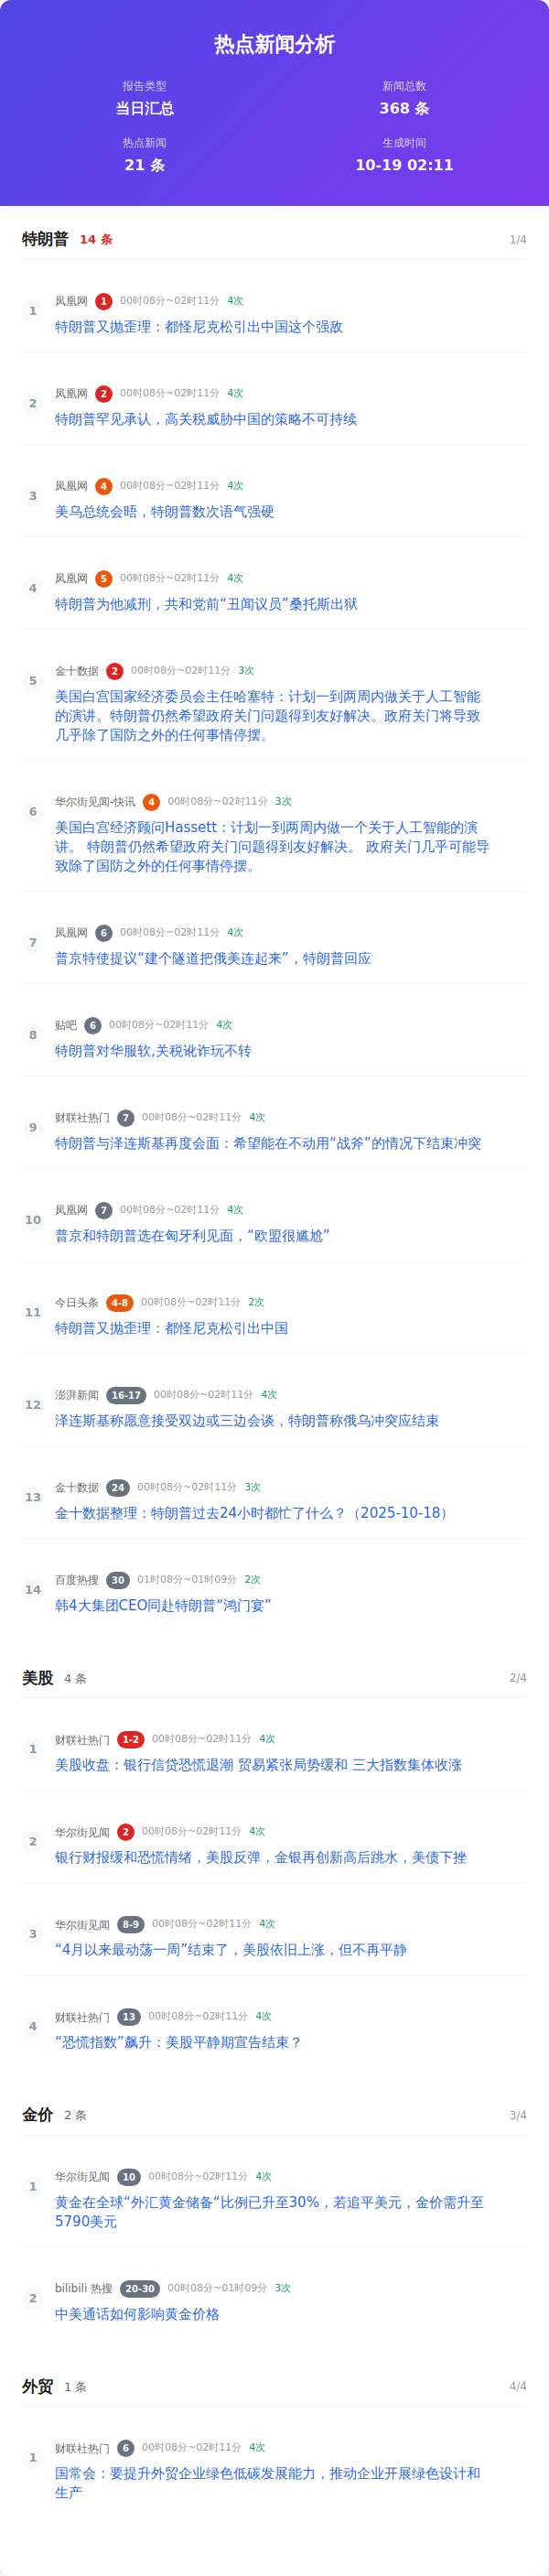 热点新闻分析
报告类型
当日汇总
新闻总数
368 条
热点新闻
21 条
生成时间
10-19 02:11
特朗普 14 条 1/4
1 凤凰网 1 00时08分~02时11分 4次
特朗普又抛歪理：都怪尼克松引出中国这个强敌
2 凤凰网 2 00时08分~02时11分 4次
特朗普罕见承认，高关税威胁中国的策略不可持续
3 凤凰网 4 00时08分~02时11分 4次
美乌总统会晤，特朗普数次语气强硬
4 凤凰网 5 00时08分~02时11分 4次
特朗普为他减刑，共和党前“丑闻议员”桑托斯出狱
5 金十数据 2 00时08分~02时11分 3次
美国白宫国家经济委员会主任哈塞特：计划一到两周内做关于人工智能
的演讲。特朗普仍然希望政府关门问题得到友好解决。政府关门将导致
几乎除了国防之外的任何事情停摆。
6 华尔街见闻-快讯 4 00时08分~02时11分 3次
美国白宫经济顾问Hassett：计划一到两周内做一个关于人工智能的演
讲。 特朗普仍然希望政府关门问题得到友好解决。 政府关门几乎可能导
致除了国防之外的任何事情停摆。
7 凤凰网 6 00时08分~02时11分 4次
普京特使提议“建个隧道把俄美连起来”，特朗普回应
8 贴吧 6 00时08分~02时11分 4次
特朗普对华服软,关税讹诈玩不转
9 财联社热门 7 00时08分~02时11分 4次
特朗普与泽连斯基再度会面：希望能在不动用“战斧”的情况下结束冲突
10 凤凰网 7 00时08分~02时11分 4次
普京和特朗普选在匈牙利见面，“欧盟很尴尬”
11 今日头条 4-8 00时08分~02时11分 2次
特朗普又抛歪理：都怪尼克松引出中国
12 澎湃新闻 16-17 00时08分~02时11分 4次
泽连斯基称愿意接受双边或三边会谈，特朗普称俄乌冲突应结束
13 金十数据 24 00时08分~02时11分 3次
金十数据整理：特朗普过去24小时都忙了什么？（2025-10-18）
14 百度热搜 30 01时08分~01时09分 2次
韩4大集团CEO同赴特朗普“鸿门宴”
美股 4 条 2/4
1 财联社热门 1-2 00时08分~02时11分 4次
美股收盘：银行信贷恐慌退潮 贸易紧张局势缓和 三大指数集体收涨
2 华尔街见闻 2 00时08分~02时11分 4次
银行财报缓和恐慌情绪，美股反弹，金银再创新高后跳水，美债下挫
3 华尔街见闻 8-9 00时08分~02时11分 4次
“4月以来最动荡一周”结束了，美股依旧上涨，但不再平静
4 财联社热门 13 00时08分~02时11分 4次
“恐慌指数”飙升：美股平静期宣告结束？
金价 2 条 3/4
1 华尔街见闻 10 00时08分~02时11分 4次
黄金在全球“外汇黄金储备“比例已升至30%，若追平美元，金价需升至
5790美元
2 bilibili 热搜 20-30 00时08分~01时09分 3次
中美通话如何影响黄金价格
外贸 1 条 4/4
1 财联社热门 6 00时08分~02时11分 4次
国常会：要提升外贸企业绿色低碳发展能力，推动企业开展绿色设计和
生产